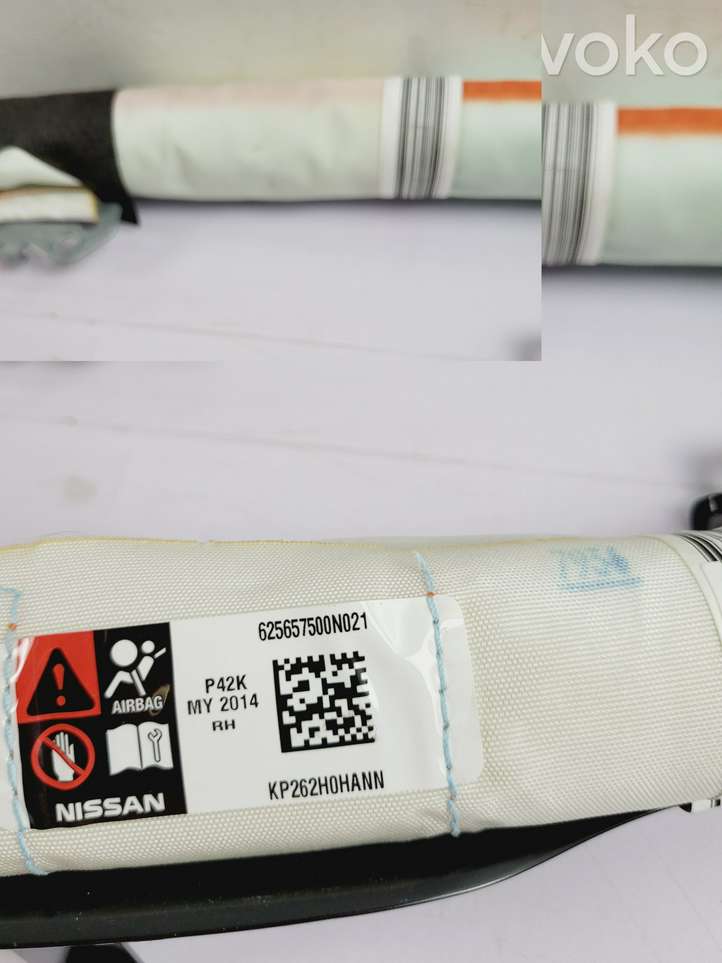 voko
625657500N021
P42K
MY 2014
RH
AIRBAG
NISSAN
KP262H0HANN